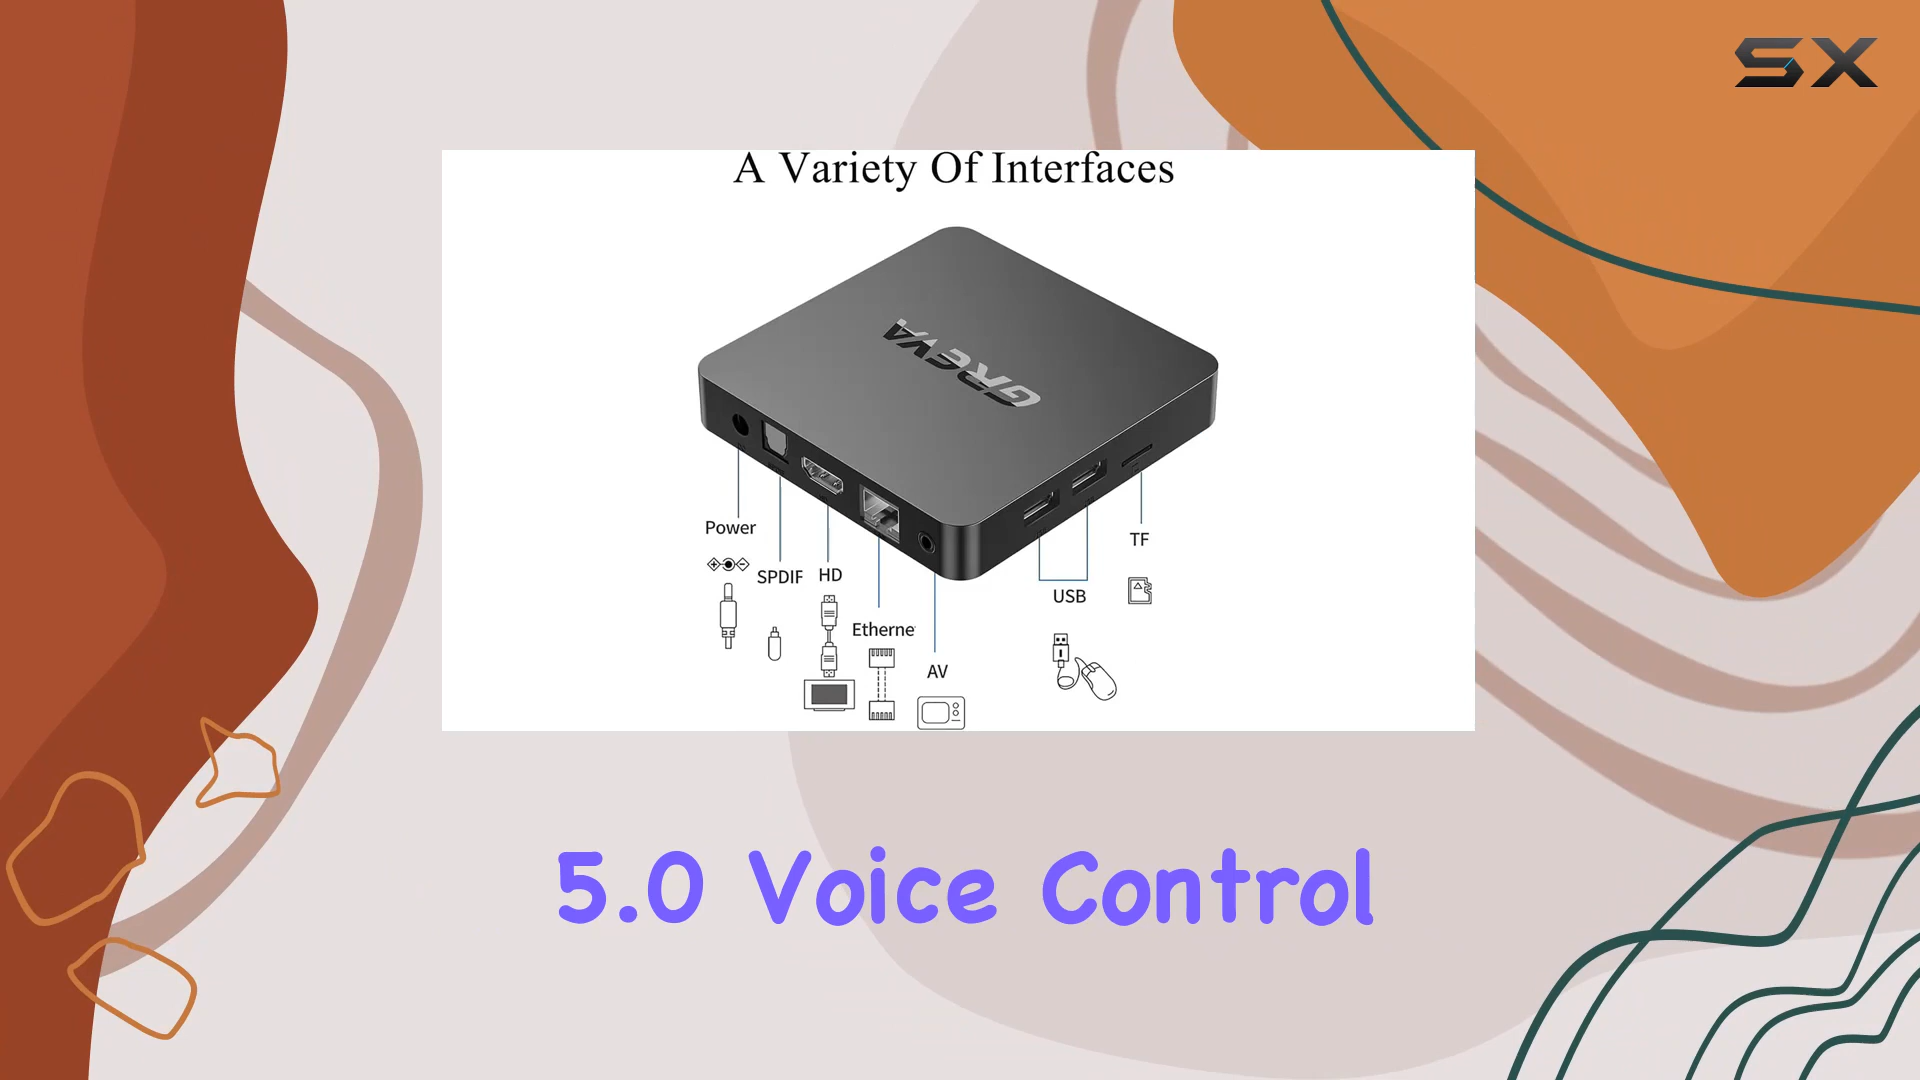 SX
A Variety Of Interfaces
GREVA
Power
SPDIF
HD
TF
USB
Etherne
AV
5.0 Voice Control